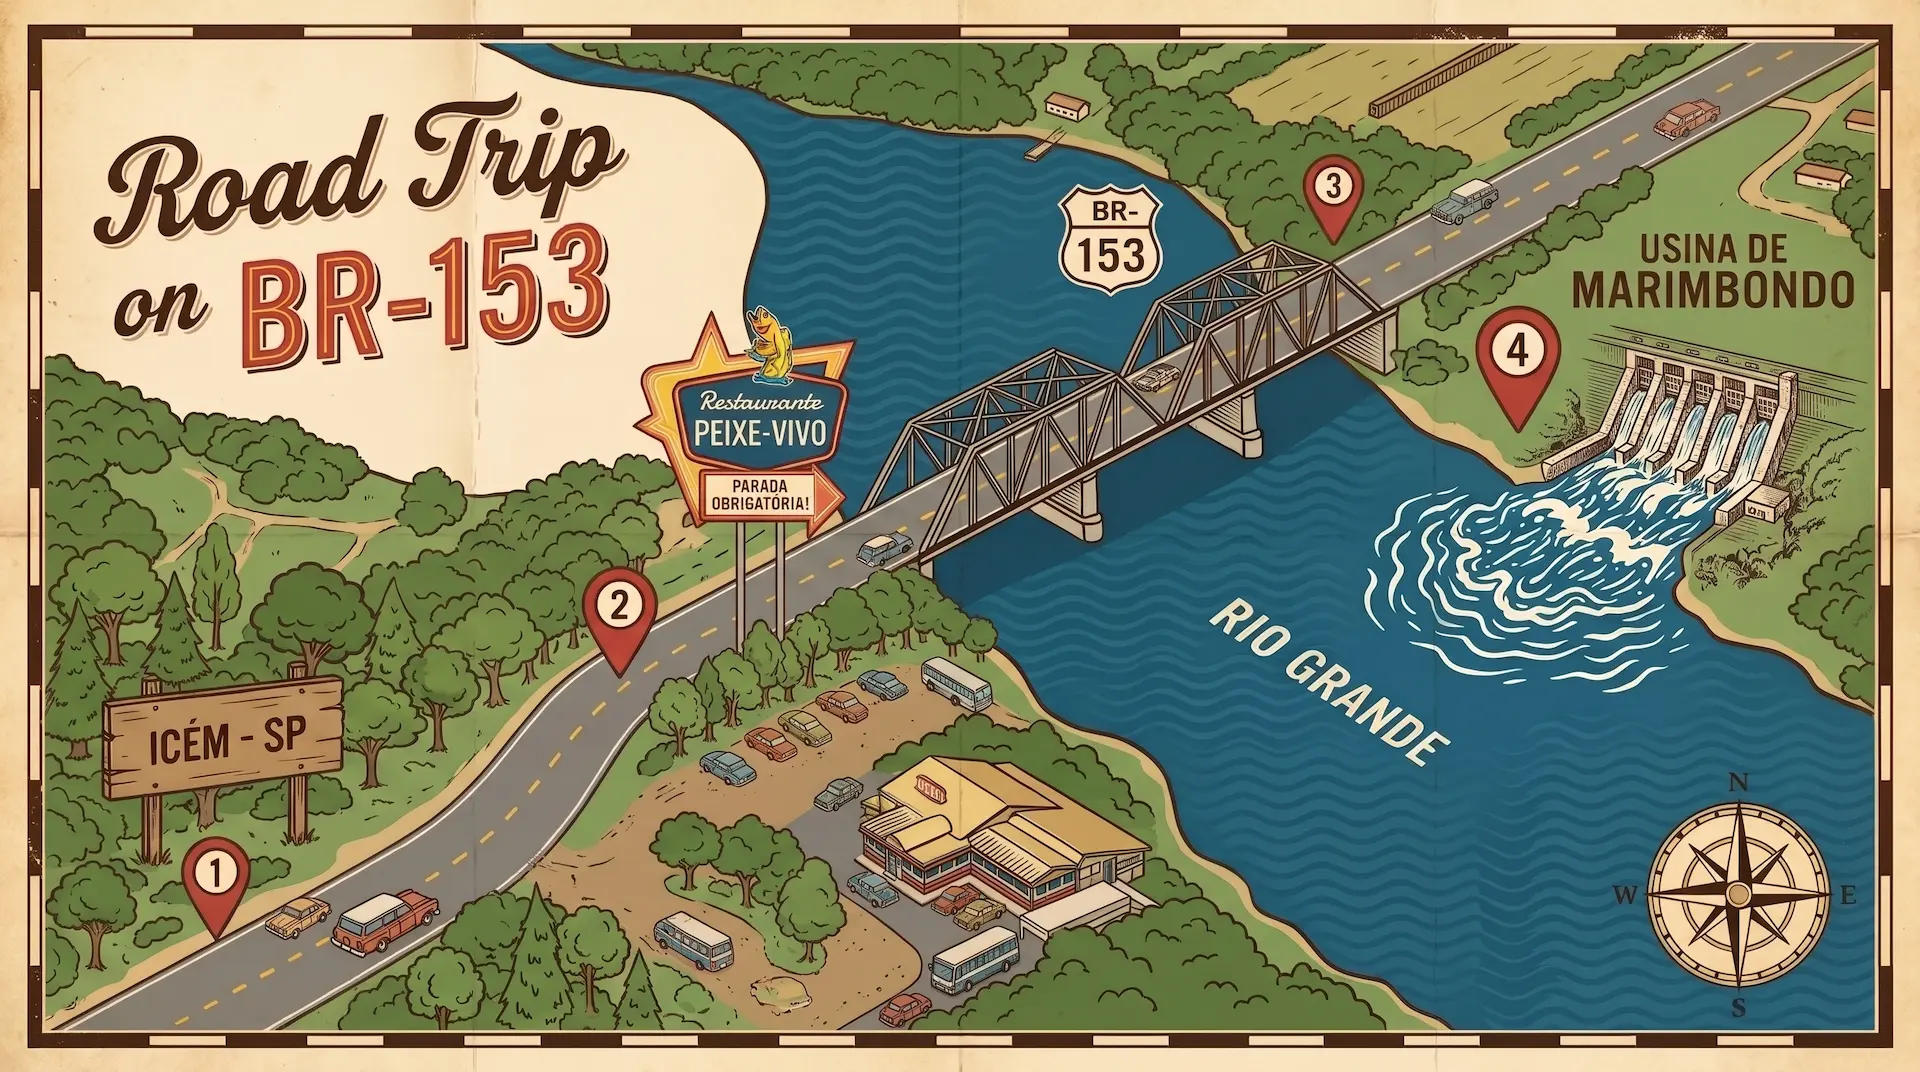 Road Trip
on BR-153
BR-
153
3
USINA DE
MARIMBONDO
4
Restaurante
PEIXE-VIVO
PARADA
OBRIGATÓRIA!
2
ICÉM - SP
1
RIO GRANDE
N
W
E
S